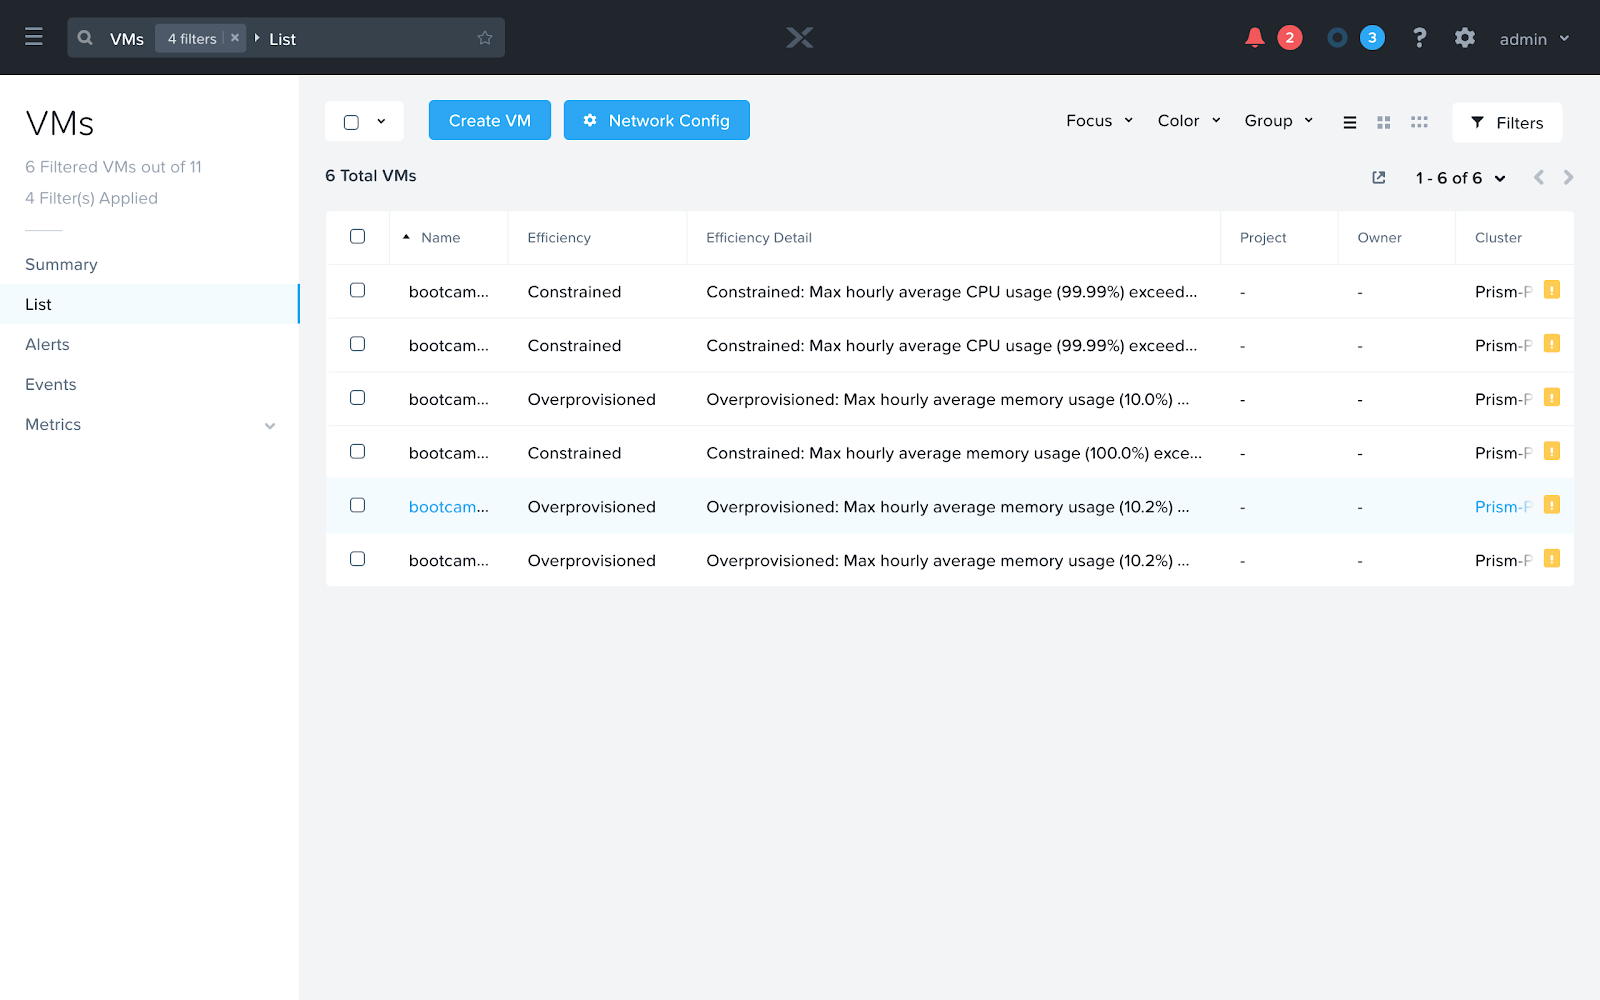 VMs 4 filters × List
2 3 ? admin
VMs
6 Filtered VMs out of 11
4 Filter(s) Applied
Summary
List
Alerts
Events
Metrics
Create VM Network Config Focus Color Group Filters
6 Total VMs 1 - 6 of 6
Name Efficiency Efficiency Detail Project Owner Cluster
bootcam... Constrained Constrained: Max hourly average CPU usage (99.99%) exceed... - - Prism-P
bootcam... Constrained Constrained: Max hourly average CPU usage (99.99%) exceed... - - Prism-P
bootcam... Overprovisioned Overprovisioned: Max hourly average memory usage (10.0%) ... - - Prism-P
bootcam... Constrained Constrained: Max hourly average memory usage (100.0%) exce... - - Prism-P
bootcam... Overprovisioned Overprovisioned: Max hourly average memory usage (10.2%) ... - - Prism-P
bootcam... Overprovisioned Overprovisioned: Max hourly average memory usage (10.2%) ... - - Prism-P